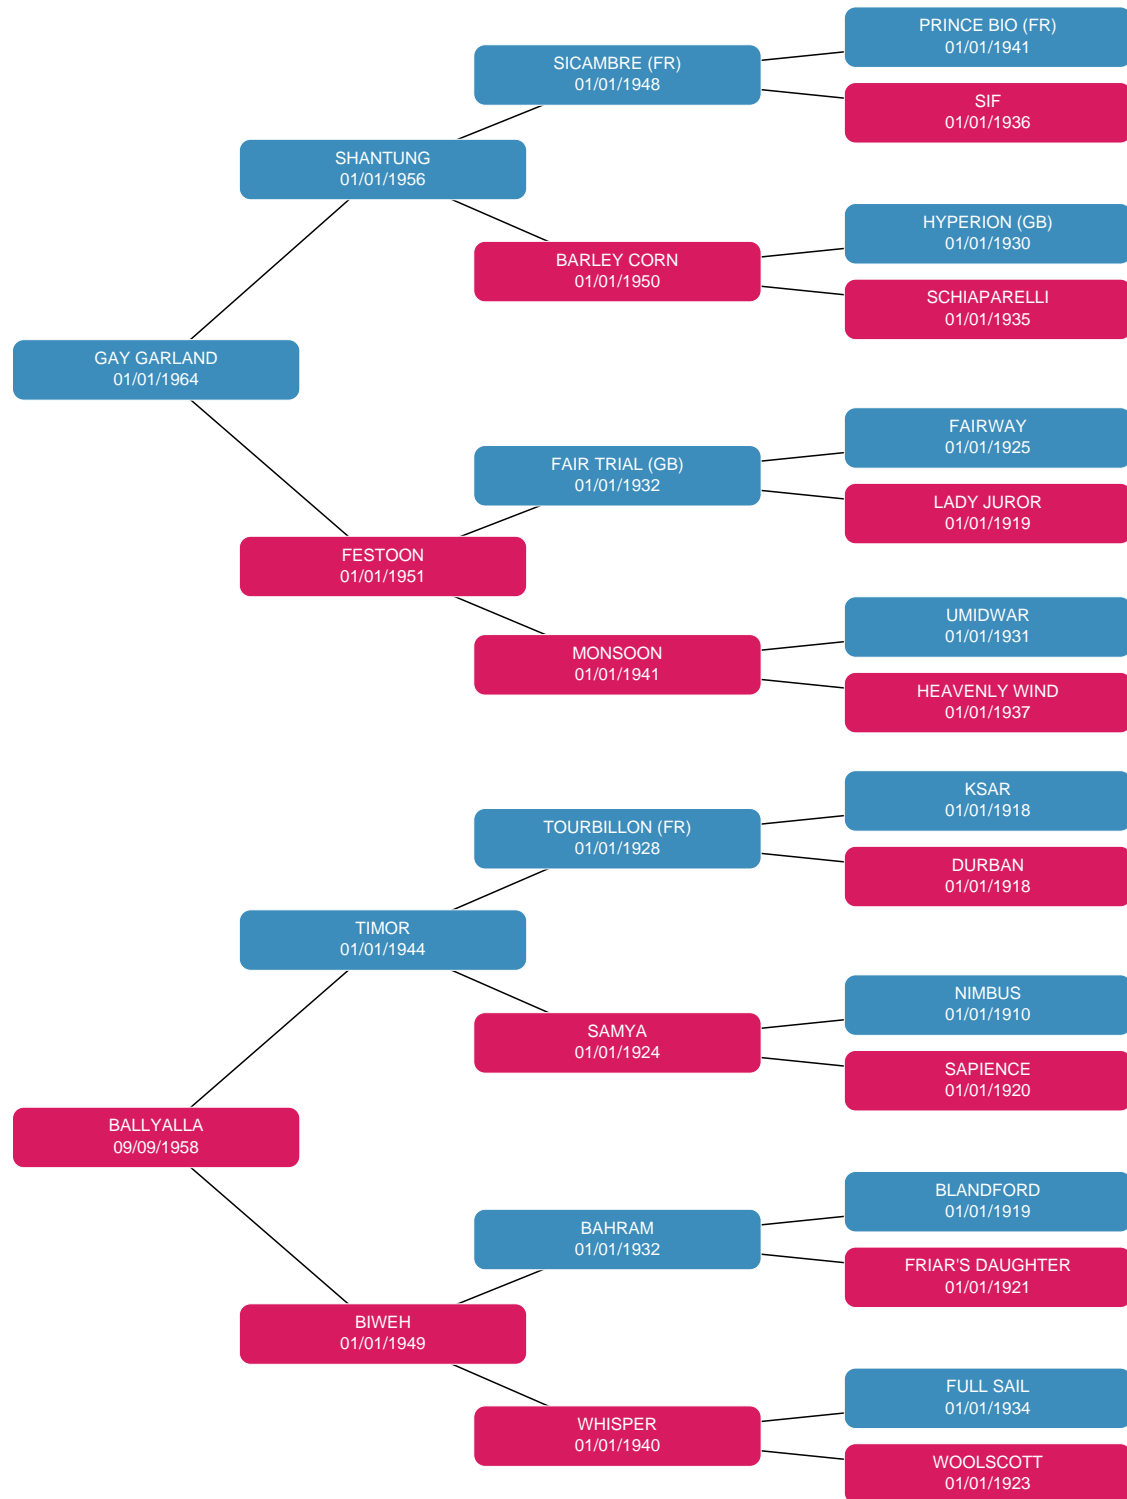 PRINCE BIO (FR)
01/01/1941
SICAMBRE (FR)
01/01/1948
SIF
01/01/1936
SHANTUNG
01/01/1956
HYPERION (GB)
01/01/1930
BARLEY CORN
01/01/1950
SCHIAPARELLI
01/01/1935
GAY GARLAND
01/01/1964
FAIRWAY
01/01/1925
FAIR TRIAL (GB)
01/01/1932
LADY JUROR
01/01/1919
FESTOON
01/01/1951
UMIDWAR
01/01/1931
MONSOON
01/01/1941
HEAVENLY WIND
01/01/1937
KSAR
01/01/1918
TOURBILLON (FR)
01/01/1928
DURBAN
01/01/1918
TIMOR
01/01/1944
NIMBUS
01/01/1910
SAMYA
01/01/1924
SAPIENCE
01/01/1920
BALLYALLA
09/09/1958
BLANDFORD
01/01/1919
BAHRAM
01/01/1932
FRIAR'S DAUGHTER
01/01/1921
BIWEH
01/01/1949
FULL SAIL
01/01/1934
WHISPER
01/01/1940
WOOLSCOTT
01/01/1923